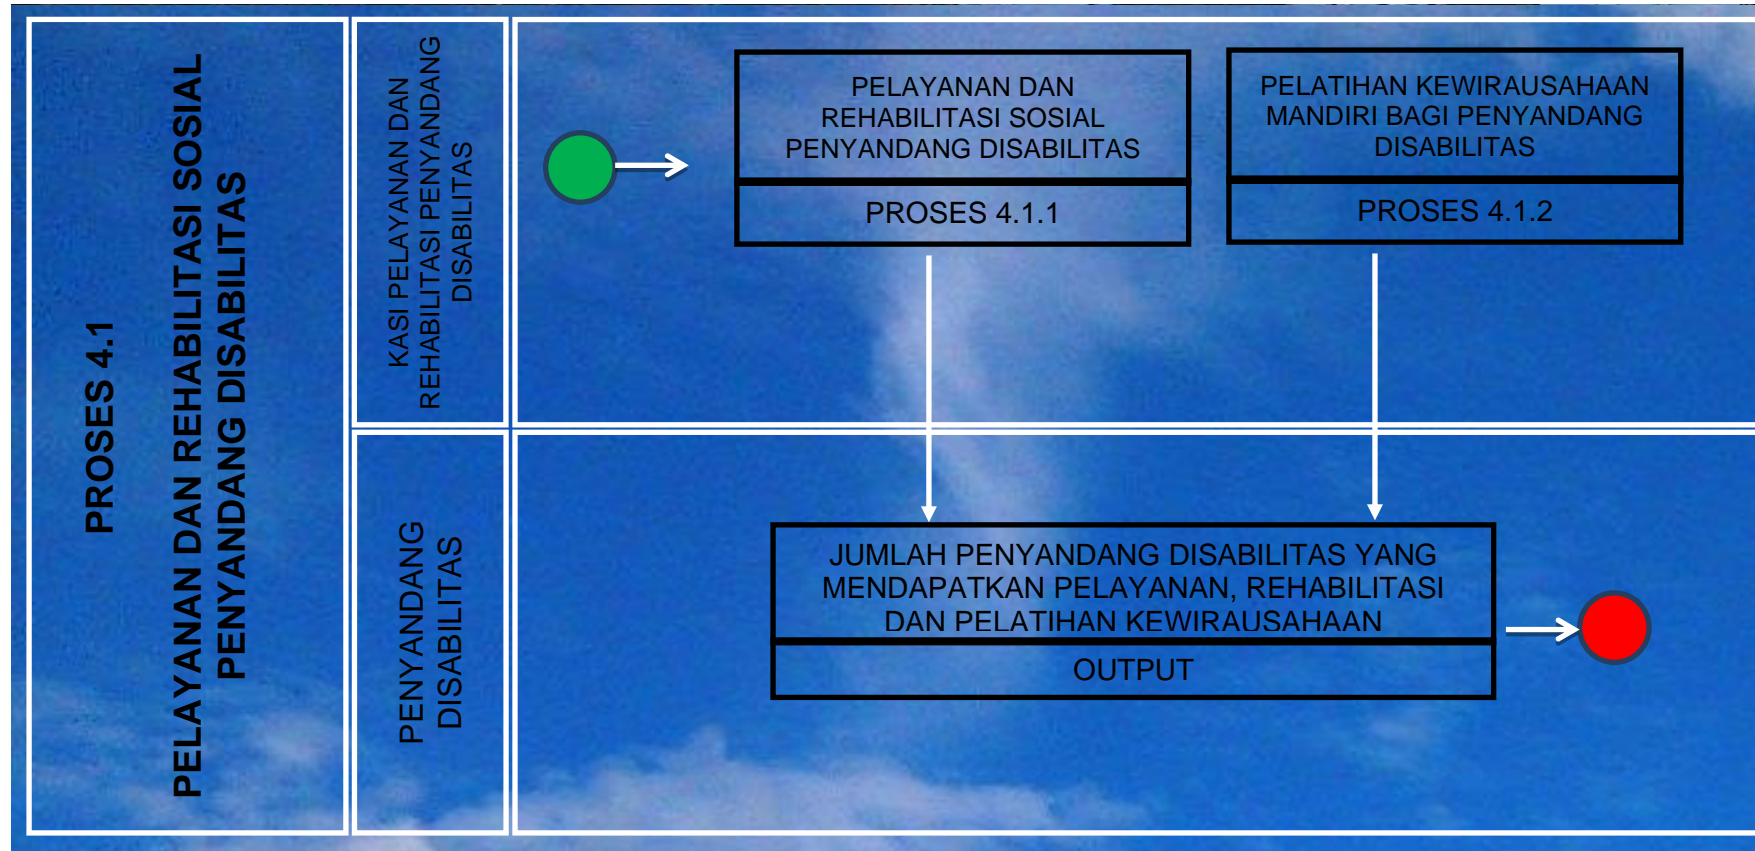 PROSES 4.1
PELAYANAN DAN REHABILITASI SOSIAL
PENYANDANG DISABILITAS
KASI PELAYANAN DAN
REHABILITASI PENYANDANG
DISABILITAS
PELAYANAN DAN
REHABILITASI SOSIAL
PENYANDANG DISABILITAS
PROSES 4.1.1
PELATIHAN KEWIRAUSAHAAN
MANDIRI BAGI PENYANDANG
DISABILITAS
PROSES 4.1.2
PENYANDANG
DISABILITAS
JUMLAH PENYANDANG DISABILITAS YANG
MENDAPATKAN PELAYANAN, REHABILITASI
DAN PELATIHAN KEWIRAUSAHAAN
OUTPUT